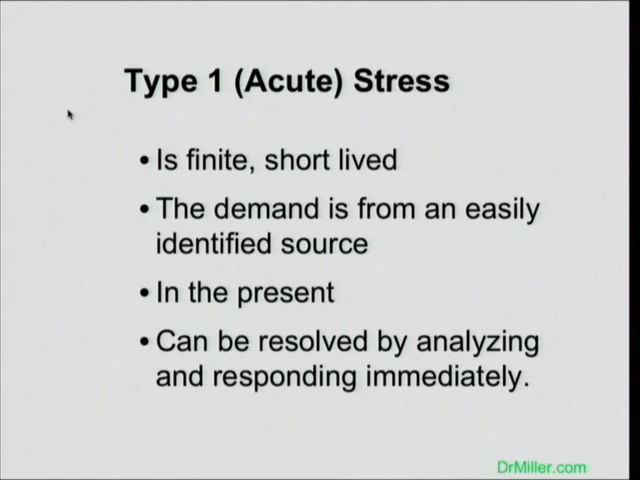 Type 1 (Acute) Stress
• Is finite, short lived
• The demand is from an easily
identified source
• In the present
• Can be resolved by analyzing
and responding immediately.
DrMiller.com